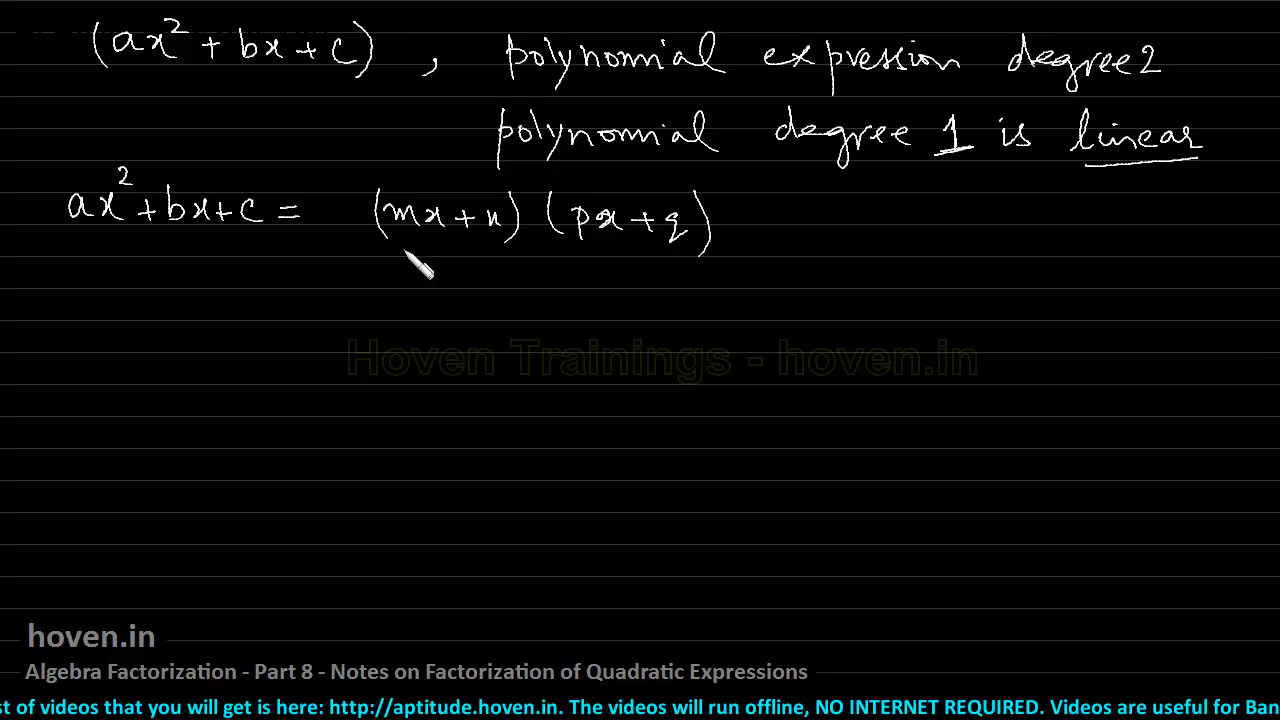 (ax² + bx + c) , polynomial expression degree 2
polynomial degree 1 is linear
ax² + bx + c = (mx + n) (px + q)
Hoven Trainings - hoven.in
hoven.in
Algebra Factorization - Part 8 - Notes on Factorization of Quadratic Expressions
st of videos that you will get is here: http://aptitude.hoven.in. The videos will run offline, NO INTERNET REQUIRED. Videos are useful for Ban